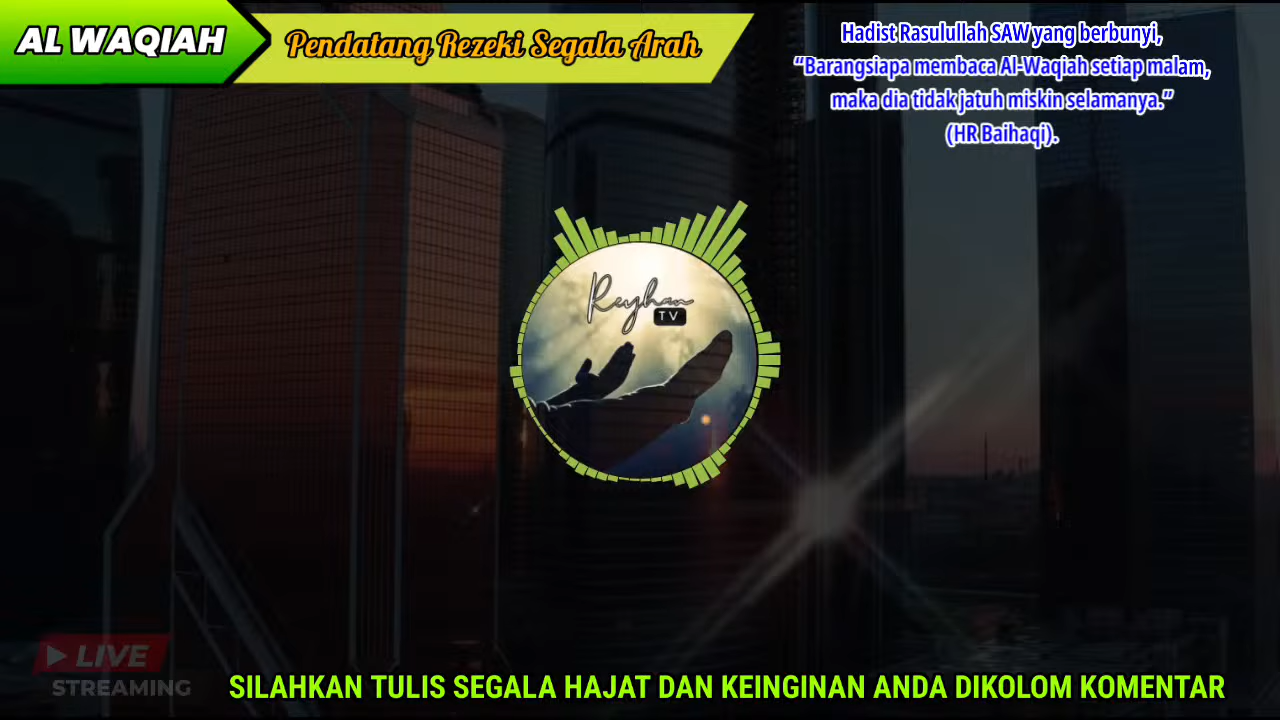 AL WAQIAH
Pendatang Rezeki Segala Arah
Hadist Rasulullah SAW yang berbunyi,
“Barangsiapa membaca Al-Waqiah setiap malam,
maka dia tidak jatuh miskin selamanya.”
(HR Baihaqi).
Reyhan
TV
LIVE
STREAMING
SILAHKAN TULIS SEGALA HAJAT DAN KEINGINAN ANDA DIKOLOM KOMENTAR